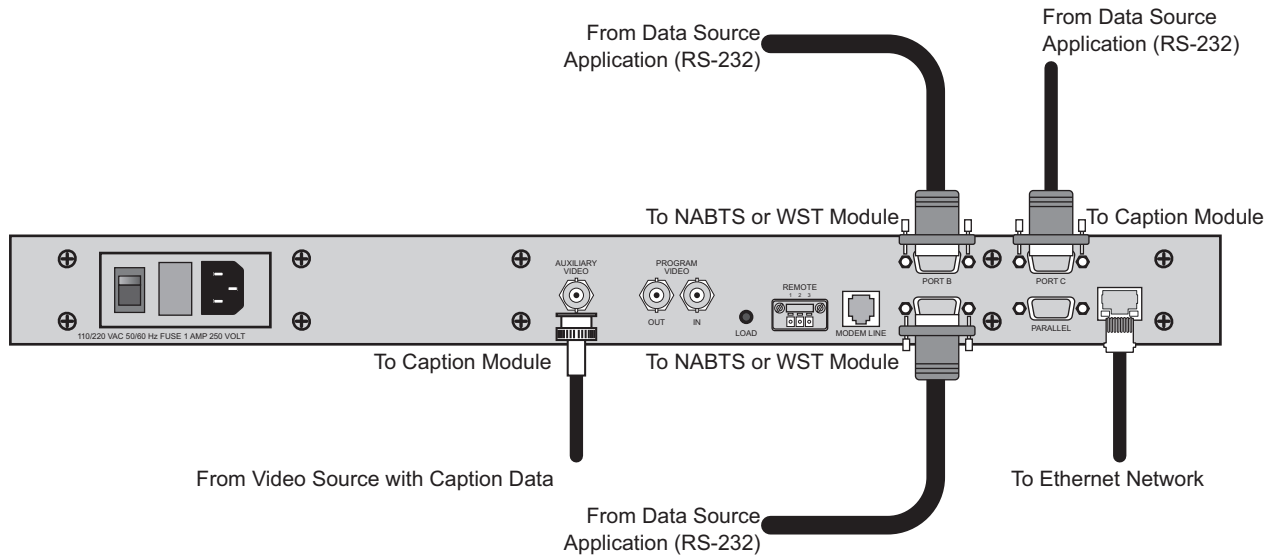 From Data Source
Application (RS-232)
From Data Source
Application (RS-232)
To NABTS or WST Module
To Caption Module
AUXILIARY
VIDEO
PROGRAM
VIDEO
OUT
IN
LOAD
REMOTE
1 2 3
MODEM LINE
PORT B
PORT C
PARALLEL
110/220 VAC 50/60 Hz FUSE 1 AMP 250 VOLT
To Caption Module
To NABTS or WST Module
From Video Source with Caption Data
To Ethernet Network
From Data Source
Application (RS-232)